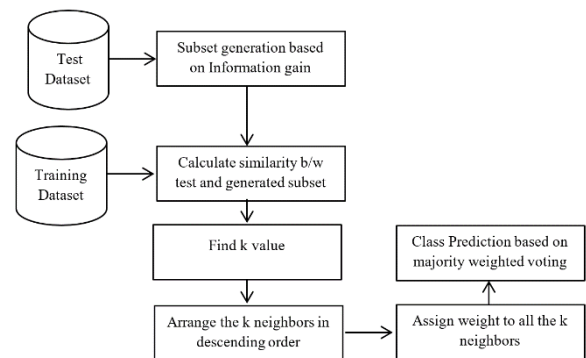 Test
Dataset
Subset generation based
on Information gain
Training
Dataset
Calculate similarity b/w
test and generated subset
Find k value
Class Prediction based on
majority weighted voting
Arrange the k neighbors in
descending order
Assign weight to all the k
neighbors